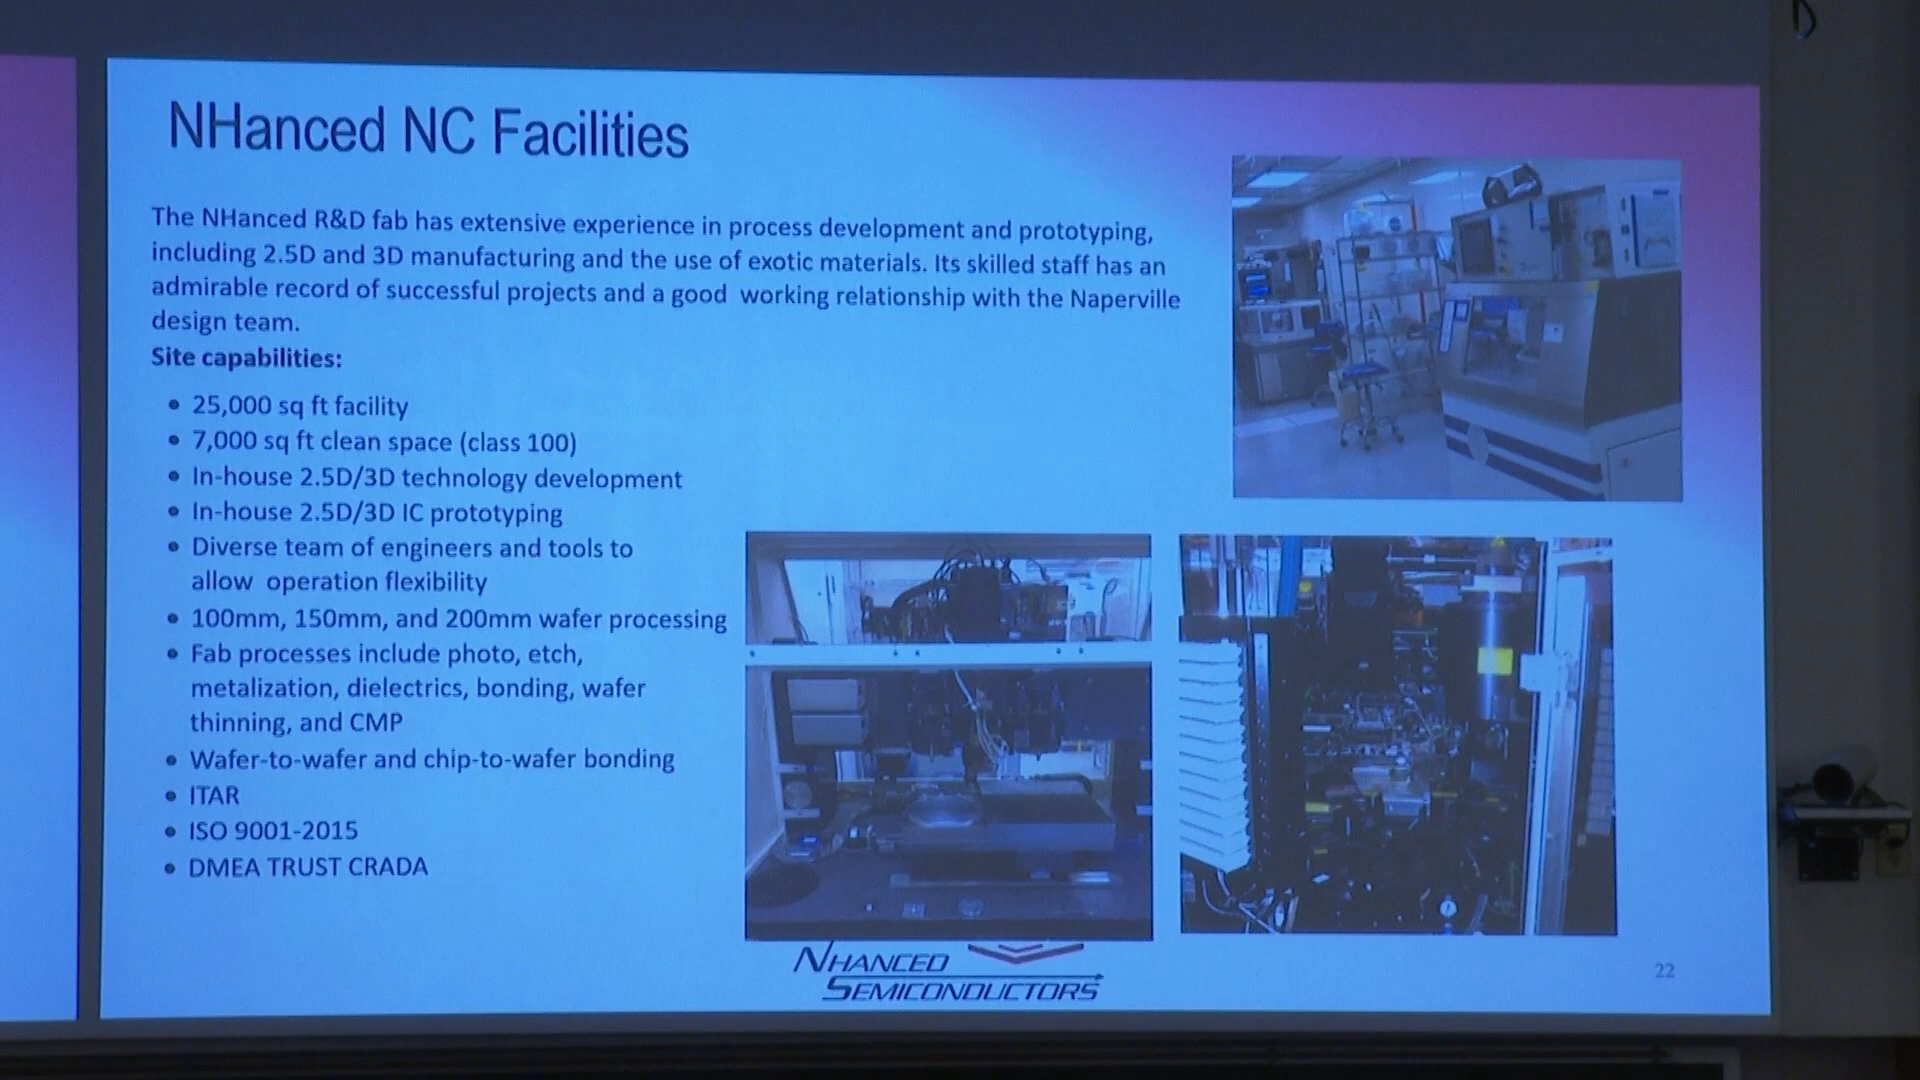 NHanced NC Facilities
The NHanced R&D fab has extensive experience in process development and prototyping,
including 2.5D and 3D manufacturing and the use of exotic materials. Its skilled staff has an
admirable record of successful projects and a good working relationship with the Naperville
design team.
Site capabilities:
• 25,000 sq ft facility
• 7,000 sq ft clean space (class 100)
• In-house 2.5D/3D technology development
• In-house 2.5D/3D IC prototyping
• Diverse team of engineers and tools to
allow operation flexibility
• 100mm, 150mm, and 200mm wafer processing
• Fab processes include photo, etch,
metalization, dielectrics, bonding, wafer
thinning, and CMP
• Wafer-to-wafer and chip-to-wafer bonding
• ITAR
• ISO 9001-2015
• DMEA TRUST CRADA
NHANCED
SEMICONDUCTORS
22